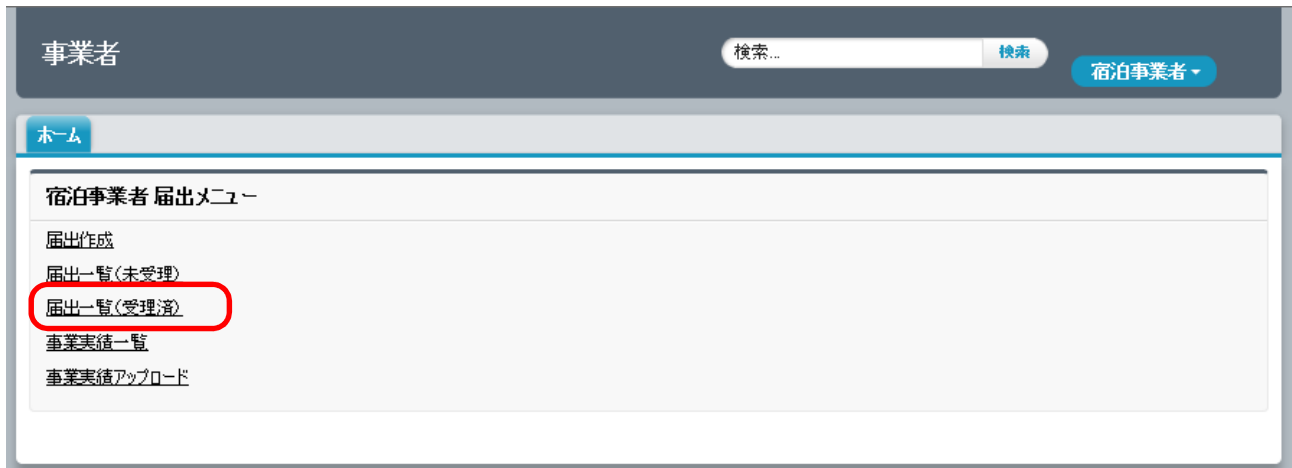 事業者
検索...
検索
宿泊事業者
ホーム
宿泊事業者 届出メニュー
届出作成
届出一覧(未受理)
届出一覧(受理済)
事業実績一覧
事業実績アップロード